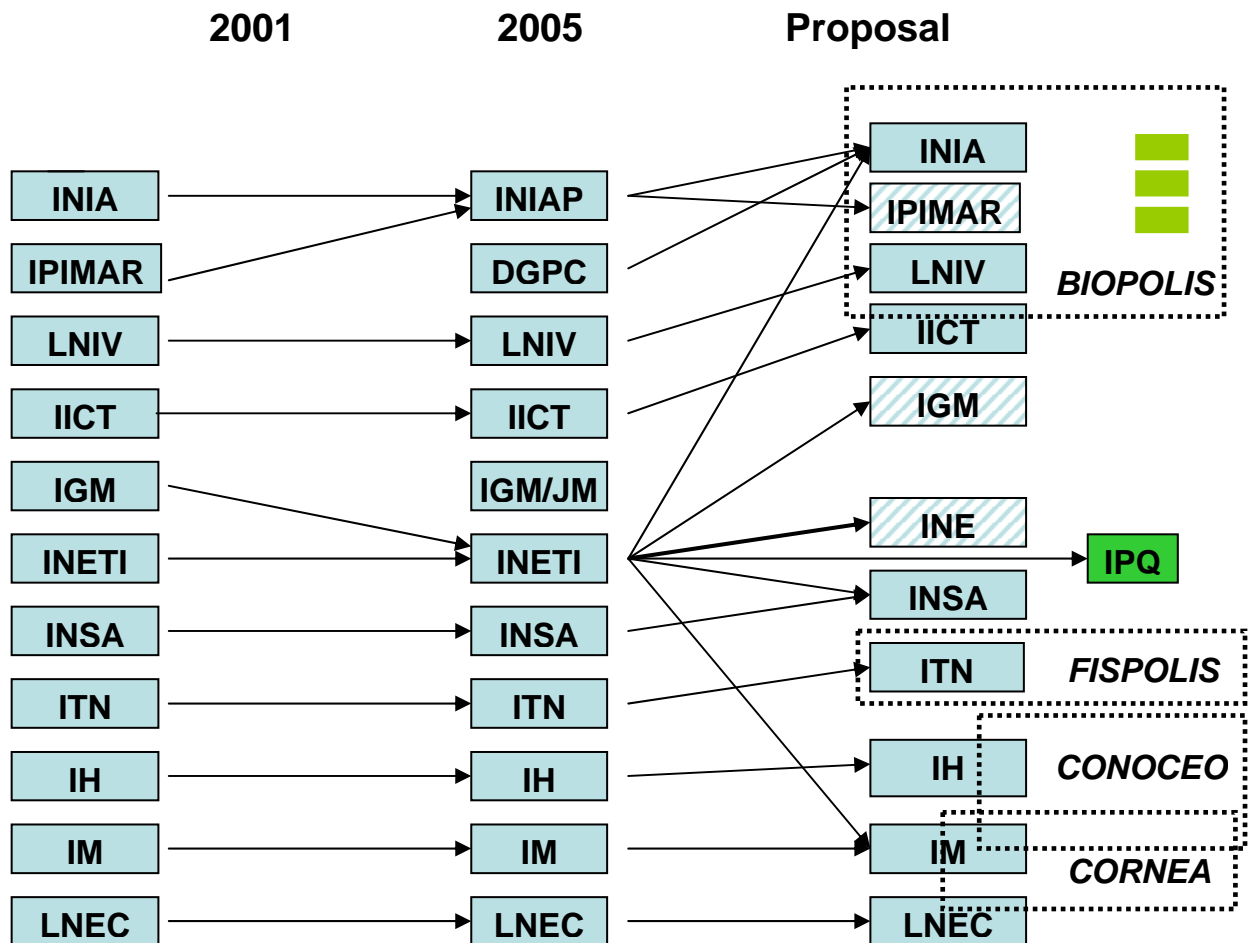 2001 2005 Proposal
INIA
INIA INIAP
IPIMAR
IPIMAR DGPC LNIV
BIOPOLIS
LNIV LNIV IICT
IICT IICT IGM
IGM IGM/JM
INE
INETI INETI IPQ
INSA INSA INSA
ITN ITN ITN FISPOLIS
IH IH IH CONOCEO
IM IM IM
CORNEA
LNEC LNEC LNEC